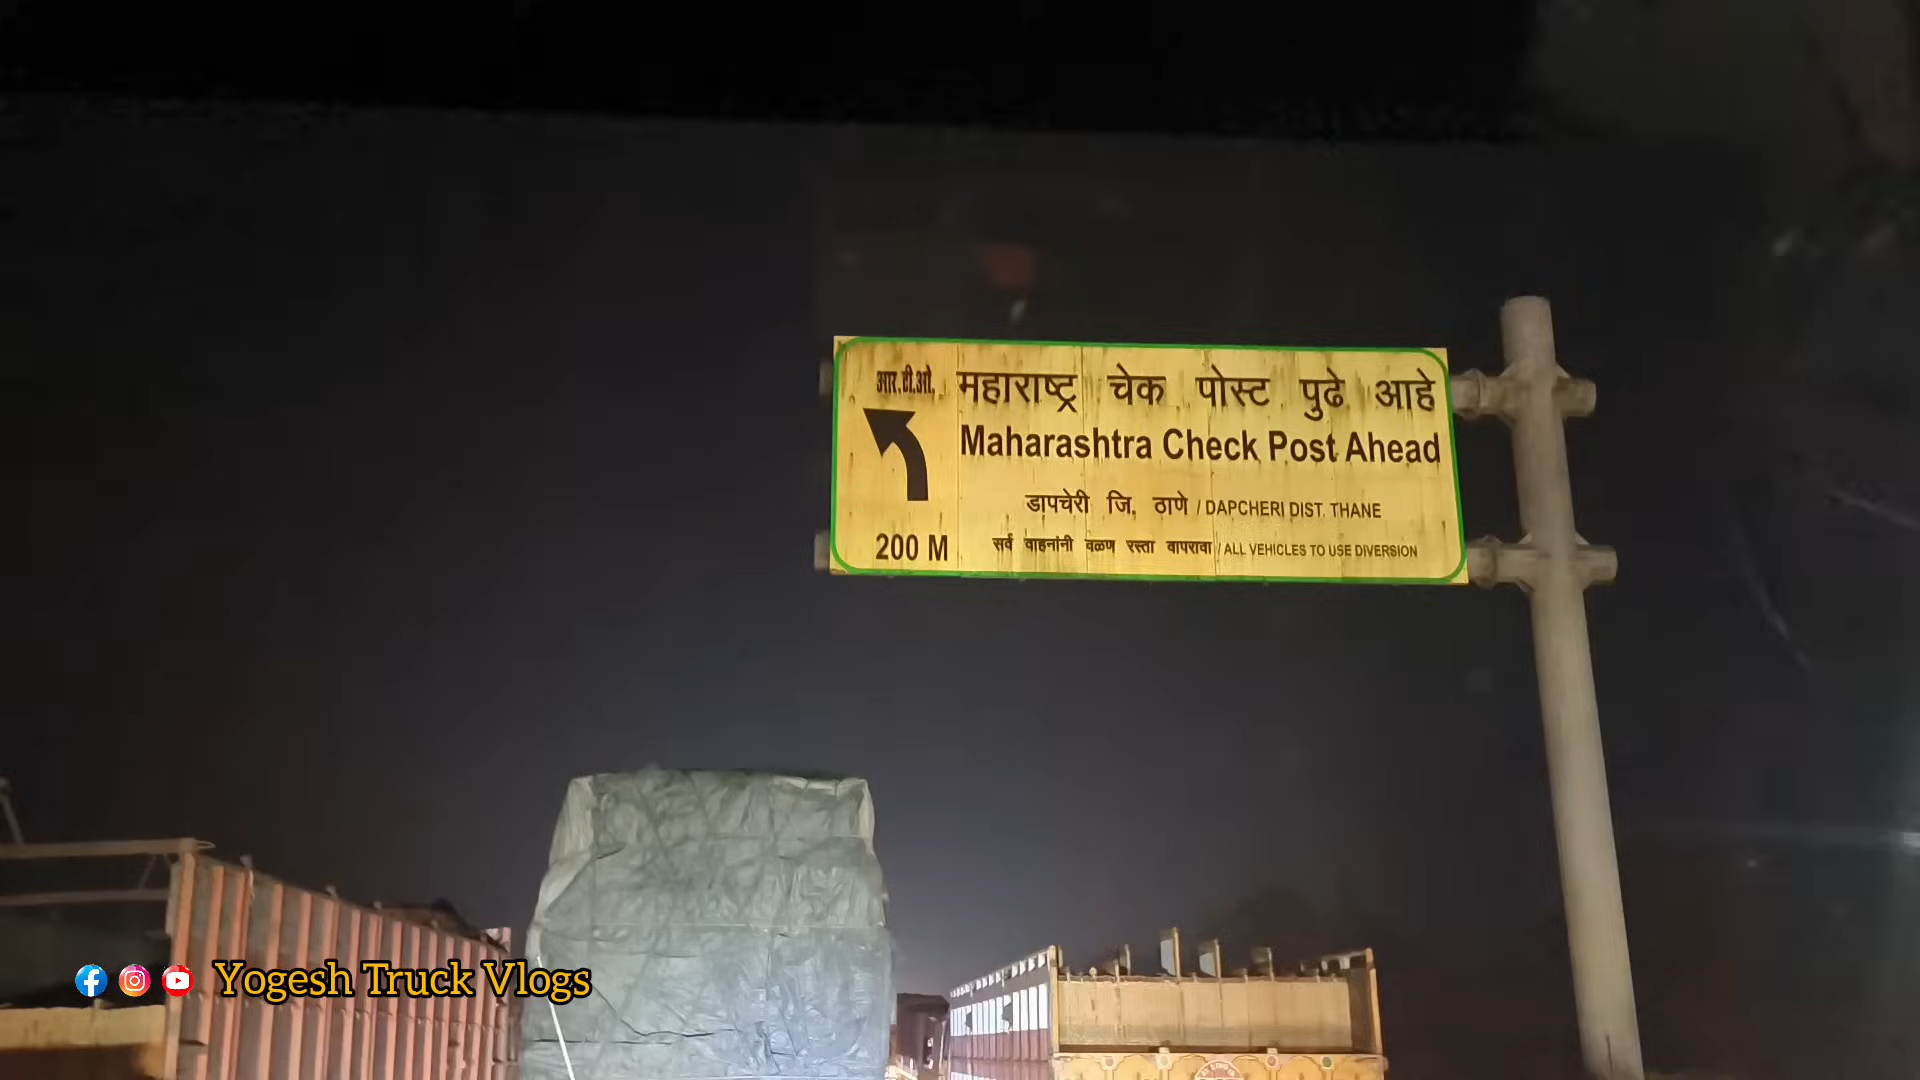 आर.टी.ओ.
महाराष्ट्र चेक पोस्ट पुढे आहे
Maharashtra Check Post Ahead
डापचेरी जि. ठाणे / DAPCHERI DIST. THANE
200 M
सर्व वाहनांनी वळण रस्ता वापरावा / ALL VEHICLES TO USE DIVERSION
Yogesh Truck Vlogs